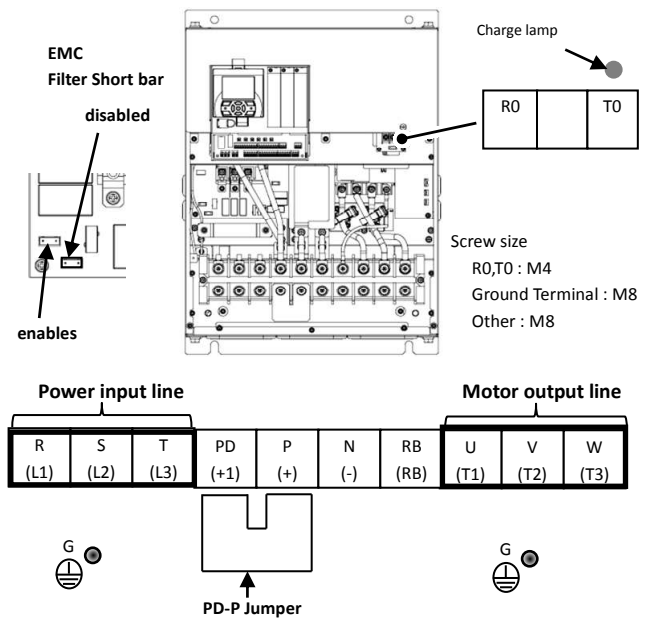 Charge lamp
EMC
Filter Short bar
disabled
R0 T0
Screw size
R0,T0 : M4
Ground Terminal : M8
Other : M8
enables
Power input line Motor output line
R S T PD P N RB U V W
(L1) (L2) (L3) (+1) (+) (-) (RB) (T1) (T2) (T3)
G G
PD-P Jumper